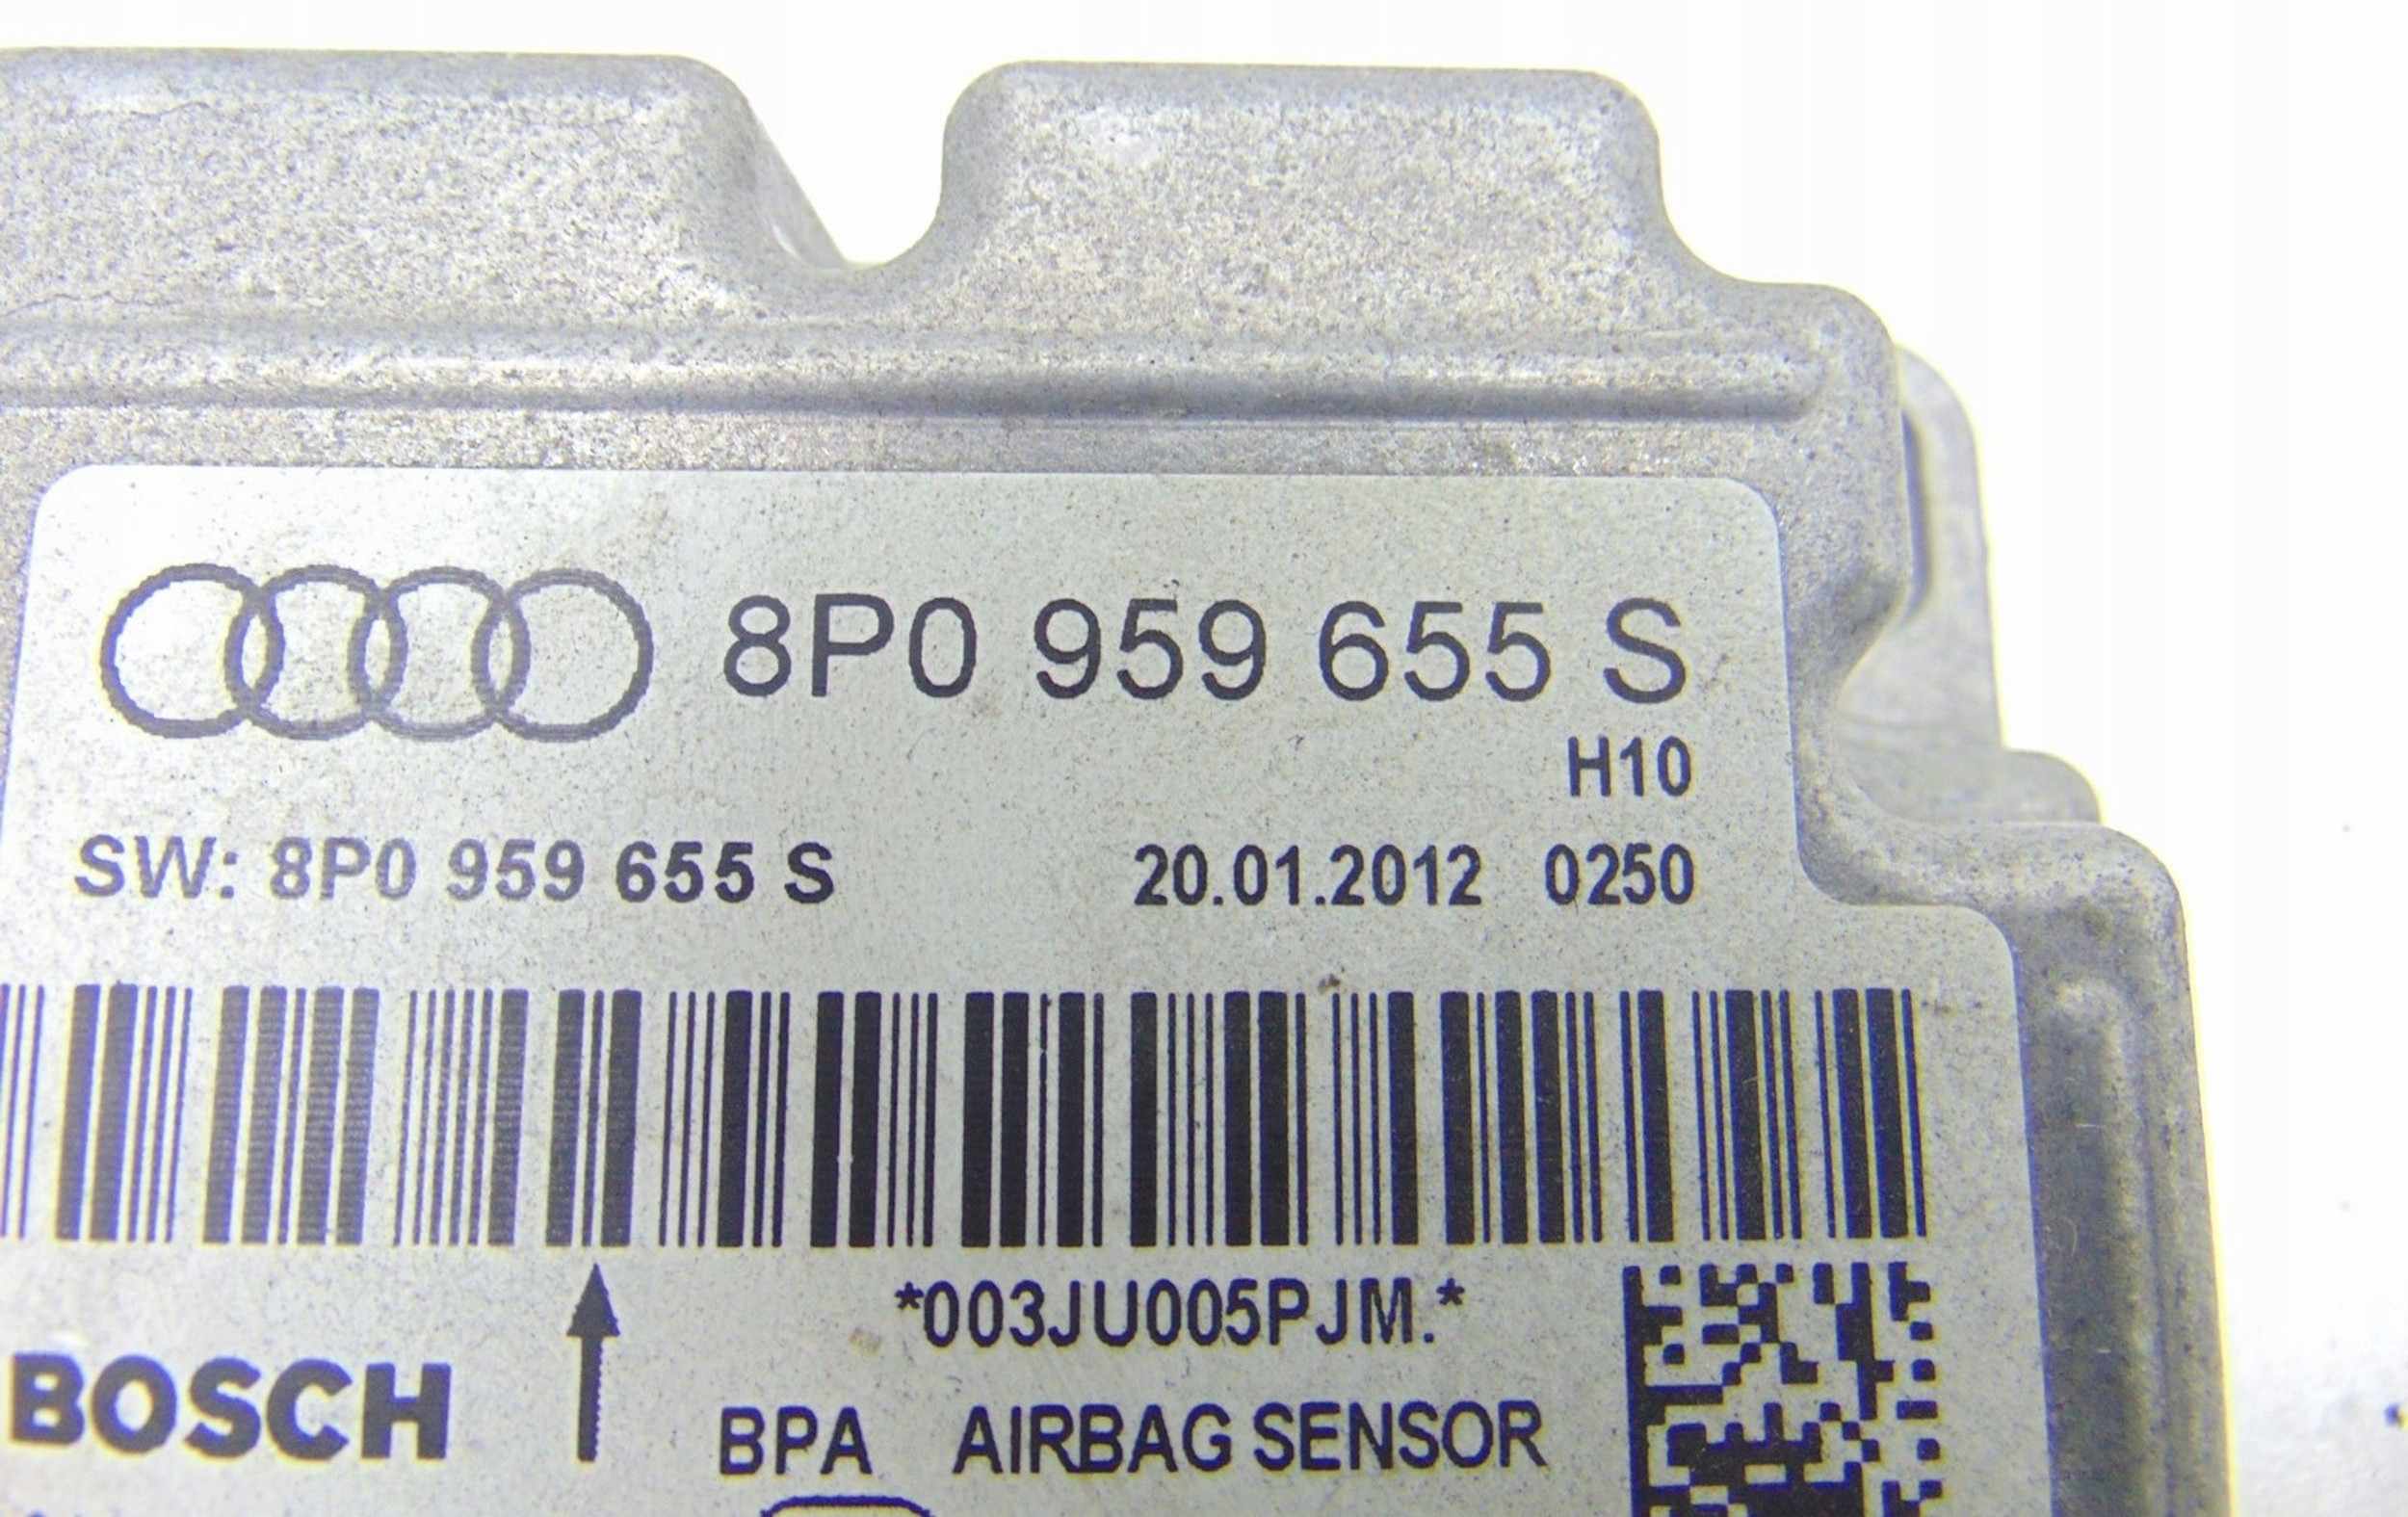 8P0 959 655 S
H10
SW: 8P0 959 655 S 20.01.2012 0250
*003JU005PJM.*
BOSCH
BPA AIRBAG SENSOR